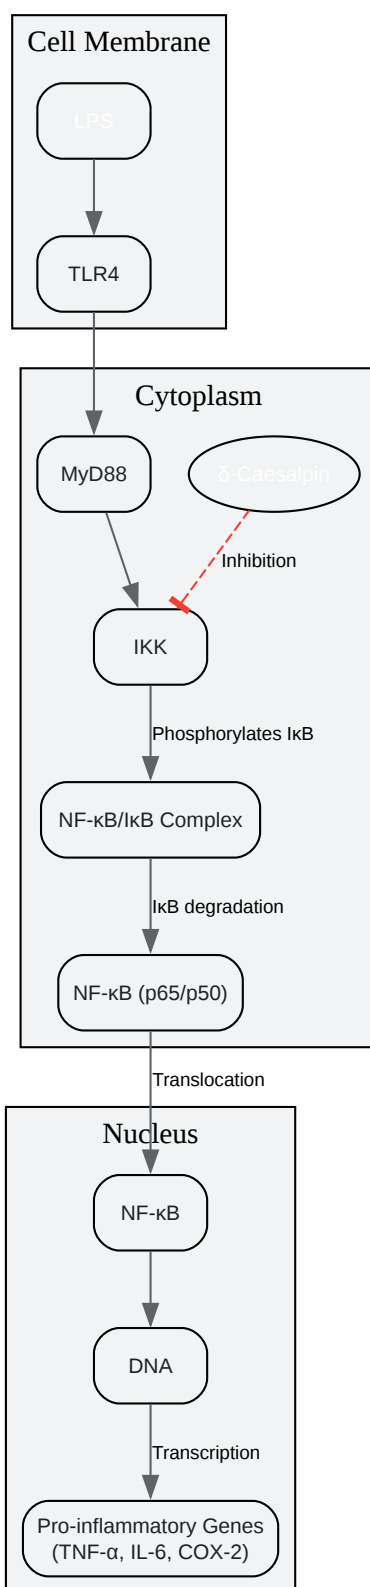 Cell Membrane
LPS
TLR4
Cytoplasm
MyD88
δ-Caesalpin
Inhibition
IKK
Phosphorylates IκB
NF-κB/IκB Complex
IκB degradation
NF-κB (p65/p50)
Translocation
Nucleus
NF-κB
DNA
Transcription
Pro-inflammatory Genes
(TNF-α, IL-6, COX-2)